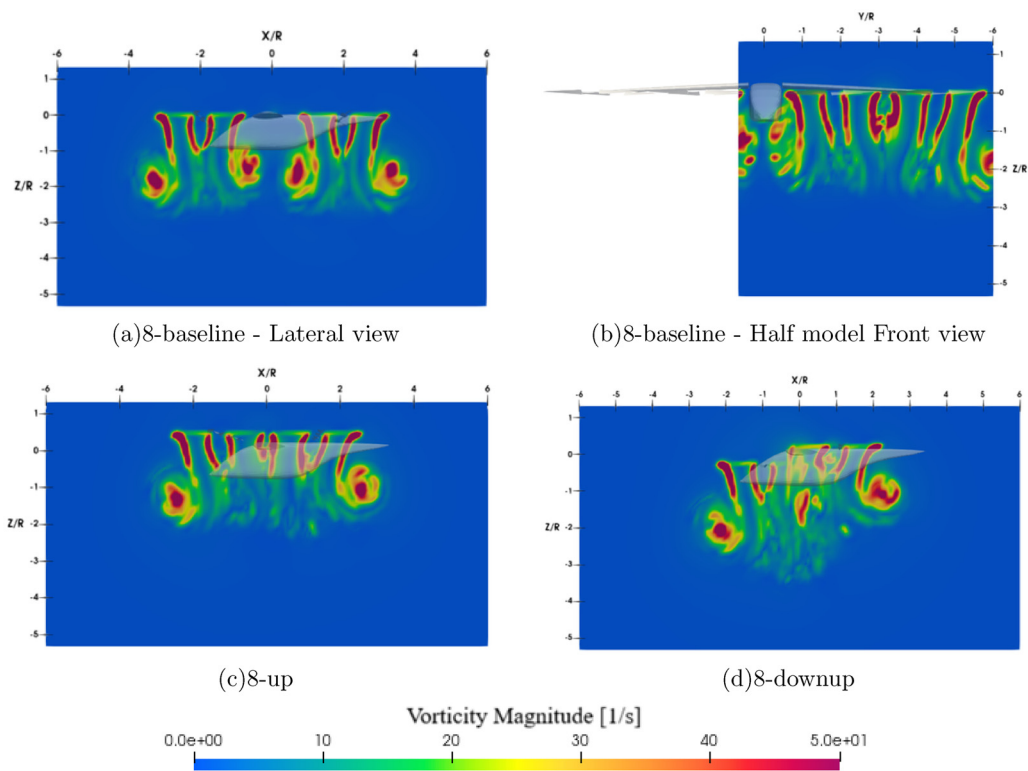 X/R
-6 -4 -2 0 2 4 6
1
0
-1
-2
-3
-4
-5
Z/R
(a)8-baseline - Lateral view
Y/R
0 -1 -2 -3 -4 -5 -6
-1
-0
-1
-2
-3
-4
-5
Z/R
(b)8-baseline - Half model Front view
X/R
-6 -4 -2 0 2 4 6
1
0
-1
-2
-3
-4
-5
Z/R
(c)8-up
X/R
-6 -5 -4 -3 -2 -1 0 1 2 3 4 5 6
1
0
-1
-2
-3
-4
-5
Z/R
(d)8-downup
Vorticity Magnitude [1/s]
0.0e+00 10 20 30 40 5.0e+01